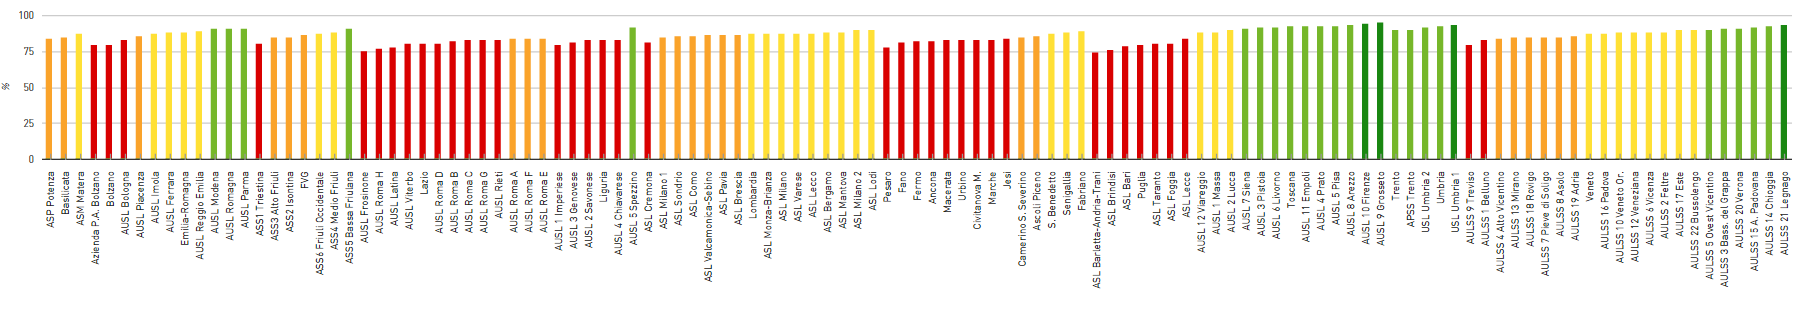 100
75
50
25
0
%
ASP Potenza
Basilicata
ASM Matera
Azienda P.A. Bolzano
Bolzano
AUSL Bologna
AUSL Piacenza
AUSL Imola
AUSL Ferrara
Emilia-Romagna
AUSL Reggio Emilia
AUSL Modena
AUSL Romagna
AUSL Parma
ASS1 Triestina
ASS3 Alto Friuli
ASS2 Isontina
FVG
ASS6 Friuli Occidentale
ASS4 Medio Friuli
ASS5 Bassa Friulana
AUSL Frosinone
AUSL Roma H
AUSL Latina
AUSL Viterbo
Lazio
AUSL Roma D
AUSL Roma B
AUSL Roma C
AUSL Roma G
AUSL Rieti
AUSL Roma A
AUSL Roma F
AUSL Roma E
AUSL 1 Imperiese
AUSL 3 Genovese
AUSL 2 Savonese
Liguria
AUSL 4 Chiavarese
AUSL 5 Spezzino
ASL Cremona
ASL Milano 1
ASL Sondrio
ASL Como
ASL Valcamonica-Sebino
ASL Pavia
ASL Brescia
Lombardia
ASL Monza-Brianza
ASL Milano
ASL Varese
ASL Lecco
ASL Bergamo
ASL Mantova
ASL Milano 2
ASL Lodi
Pesaro
Fano
Fermo
Ancona
Macerata
Urbino
Civitanova M.
Marche
Jesi
Camerino S. Severino
Ascoli Piceno
S. Benedetto
Senigallia
Fabriano
ASL Barletta-Andria-Trani
ASL Brindisi
ASL Bari
Puglia
ASL Taranto
ASL Foggia
ASL Lecce
AUSL 12 Viareggio
AUSL 1 Massa
AUSL 2 Lucca
AUSL 7 Siena
AUSL 3 Pistoia
AUSL 6 Livorno
Toscana
AUSL 11 Empoli
AUSL 4 Prato
AUSL 5 Pisa
AUSL 8 Arezzo
AUSL 10 Firenze
AUSL 9 Grosseto
Trento
APSS Trento
USL Umbria 2
Umbria
USL Umbria 1
AULSS 9 Treviso
AULSS 1 Belluno
AULSS 4 Alto Vicentino
AULSS 13 Mirano
AULSS 18 Rovigo
AULSS 7 Pieve di Soligo
AULSS 8 Asolo
AULSS 19 Adria
Veneto
AULSS 16 Padova
AULSS 10 Veneto Or.
AULSS 12 Veneziana
AULSS 6 Vicenza
AULSS 2 Feltre
AULSS 17 Este
AULSS 22 Bussolengo
AULSS 5 Ovest Vicentino
AULSS 3 Bass. del Grappa
AULSS 20 Verona
AULSS 15 A. Padovana
AULSS 14 Chioggia
AULSS 21 Legnago